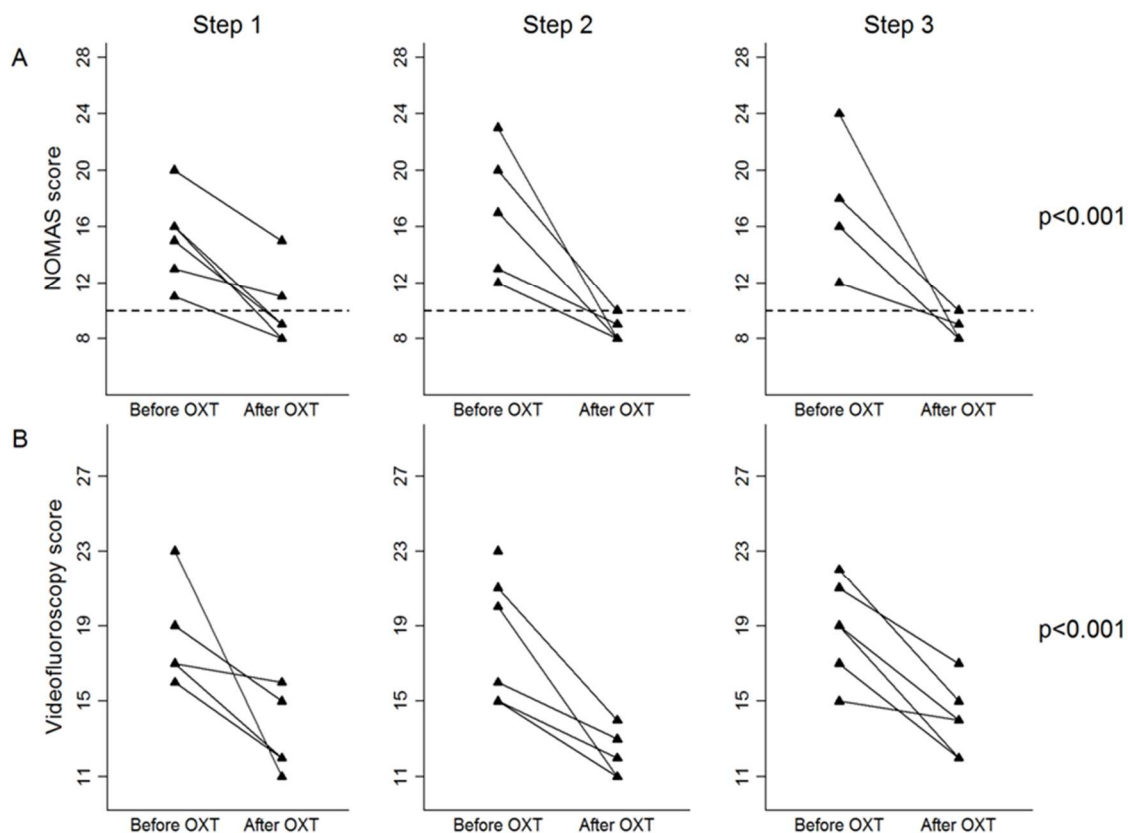 Step 1 Step 2 Step 3
A
NOMAS score
28 24 20 16 12 8
28 24 20 16 12 8
28 24 20 16 12 8
p<0.001
Before OXT After OXT Before OXT After OXT Before OXT After OXT
B
Videofluoroscopy score
27 23 19 15 11
27 23 19 15 11
27 23 19 15 11
p<0.001
Before OXT After OXT Before OXT After OXT Before OXT After OXT